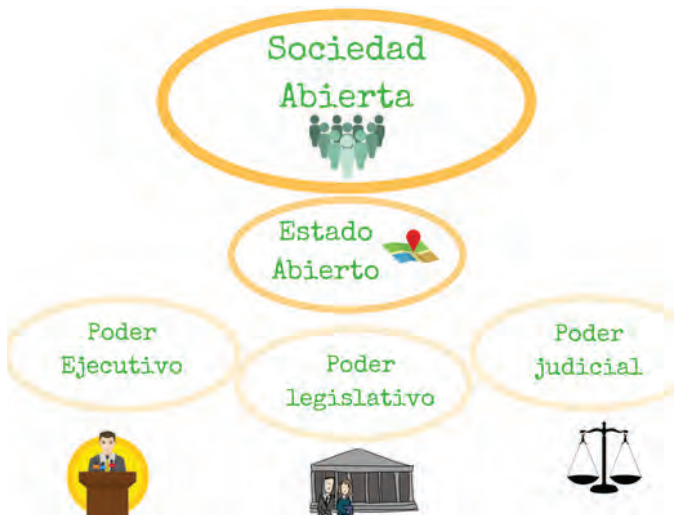 Sociedad
Abierta
Estado
Abierto
Poder
Ejecutivo
Poder
legislativo
Poder
judicial